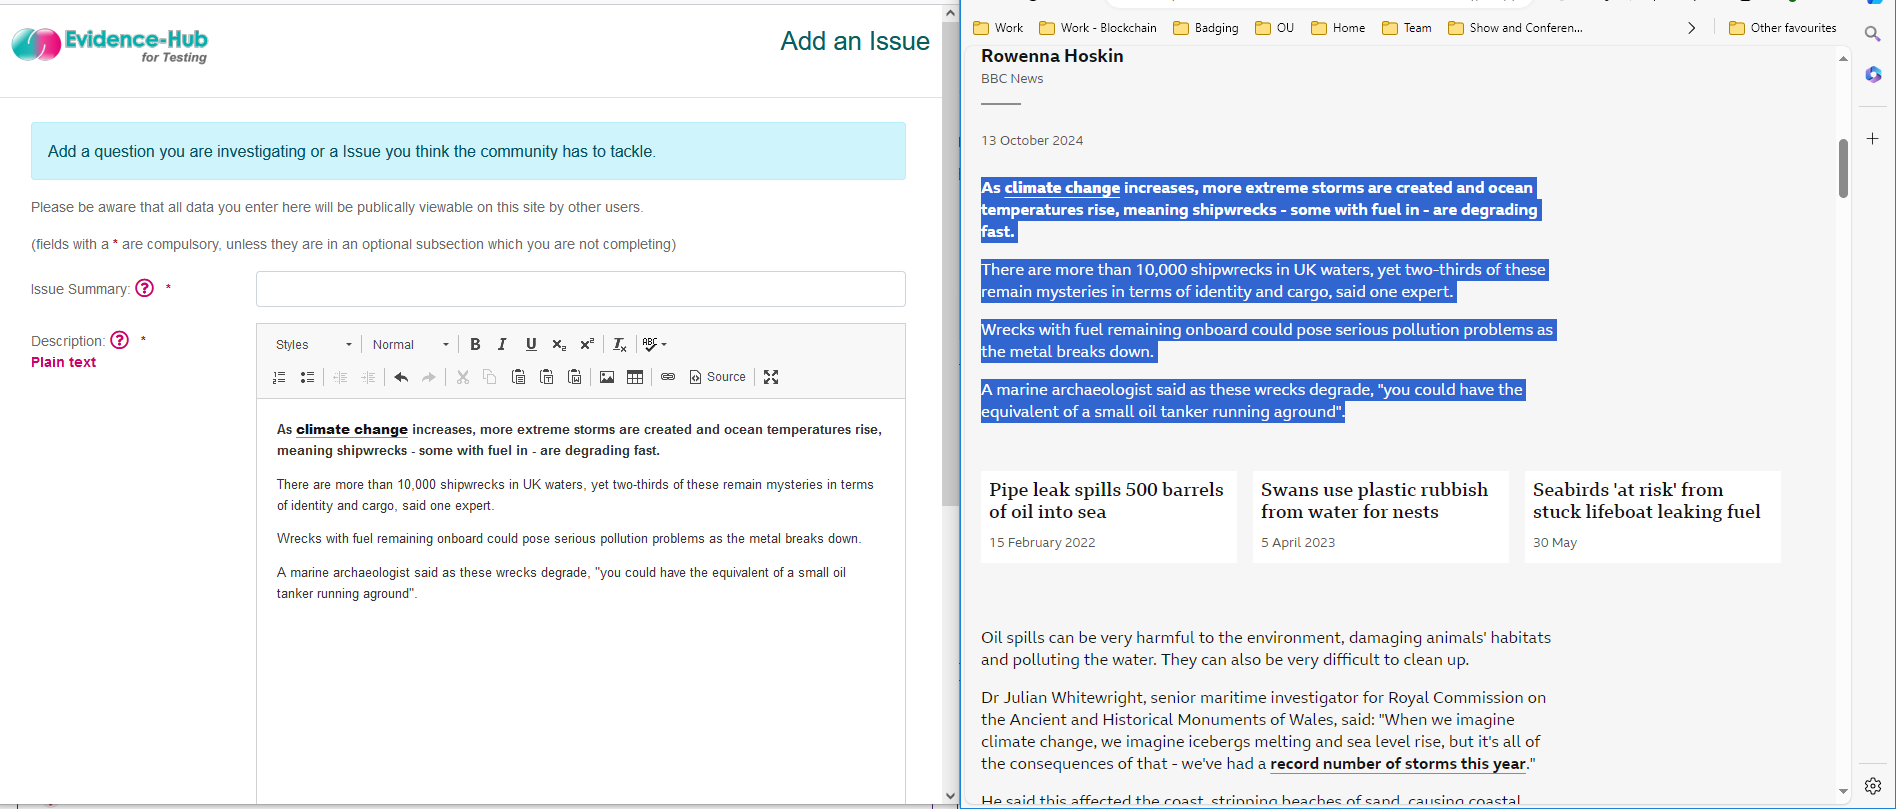 Evidence-Hub
for Testing
Add an Issue
Add a question you are investigating or a Issue you think the community has to tackle.
Please be aware that all data you enter here will be publically viewable on this site by other users.
(fields with a * are compulsory, unless they are in an optional subsection which you are not completing)
Issue Summary: ? *
Description: ? *
Plain text
Styles Normal B I U x₂ x² Tx ABC
Source
As climate change increases, more extreme storms are created and ocean temperatures rise,
meaning shipwrecks - some with fuel in - are degrading fast.
There are more than 10,000 shipwrecks in UK waters, yet two-thirds of these remain mysteries in terms
of identity and cargo, said one expert.
Wrecks with fuel remaining onboard could pose serious pollution problems as the metal breaks down.
A marine archaeologist said as these wrecks degrade, "you could have the equivalent of a small oil
tanker running aground".
Work Work - Blockchain Badging OU Home Team Show and Conferen... Other favourites
Rowenna Hoskin
BBC News
13 October 2024
As climate change increases, more extreme storms are created and ocean
temperatures rise, meaning shipwrecks - some with fuel in - are degrading
fast.
There are more than 10,000 shipwrecks in UK waters, yet two-thirds of these
remain mysteries in terms of identity and cargo, said one expert.
Wrecks with fuel remaining onboard could pose serious pollution problems as
the metal breaks down.
A marine archaeologist said as these wrecks degrade, "you could have the
equivalent of a small oil tanker running aground".
Pipe leak spills 500 barrels
of oil into sea
15 February 2022
Swans use plastic rubbish
from water for nests
5 April 2023
Seabirds 'at risk' from
stuck lifeboat leaking fuel
30 May
Oil spills can be very harmful to the environment, damaging animals' habitats
and polluting the water. They can also be very difficult to clean up.
Dr Julian Whitewright, senior maritime investigator for Royal Commission on
the Ancient and Historical Monuments of Wales, said: "When we imagine
climate change, we imagine icebergs melting and sea level rise, but it's all of
the consequences of that - we've had a record number of storms this year."
He said this affected the coast, stripping beaches of sand, causing coastal